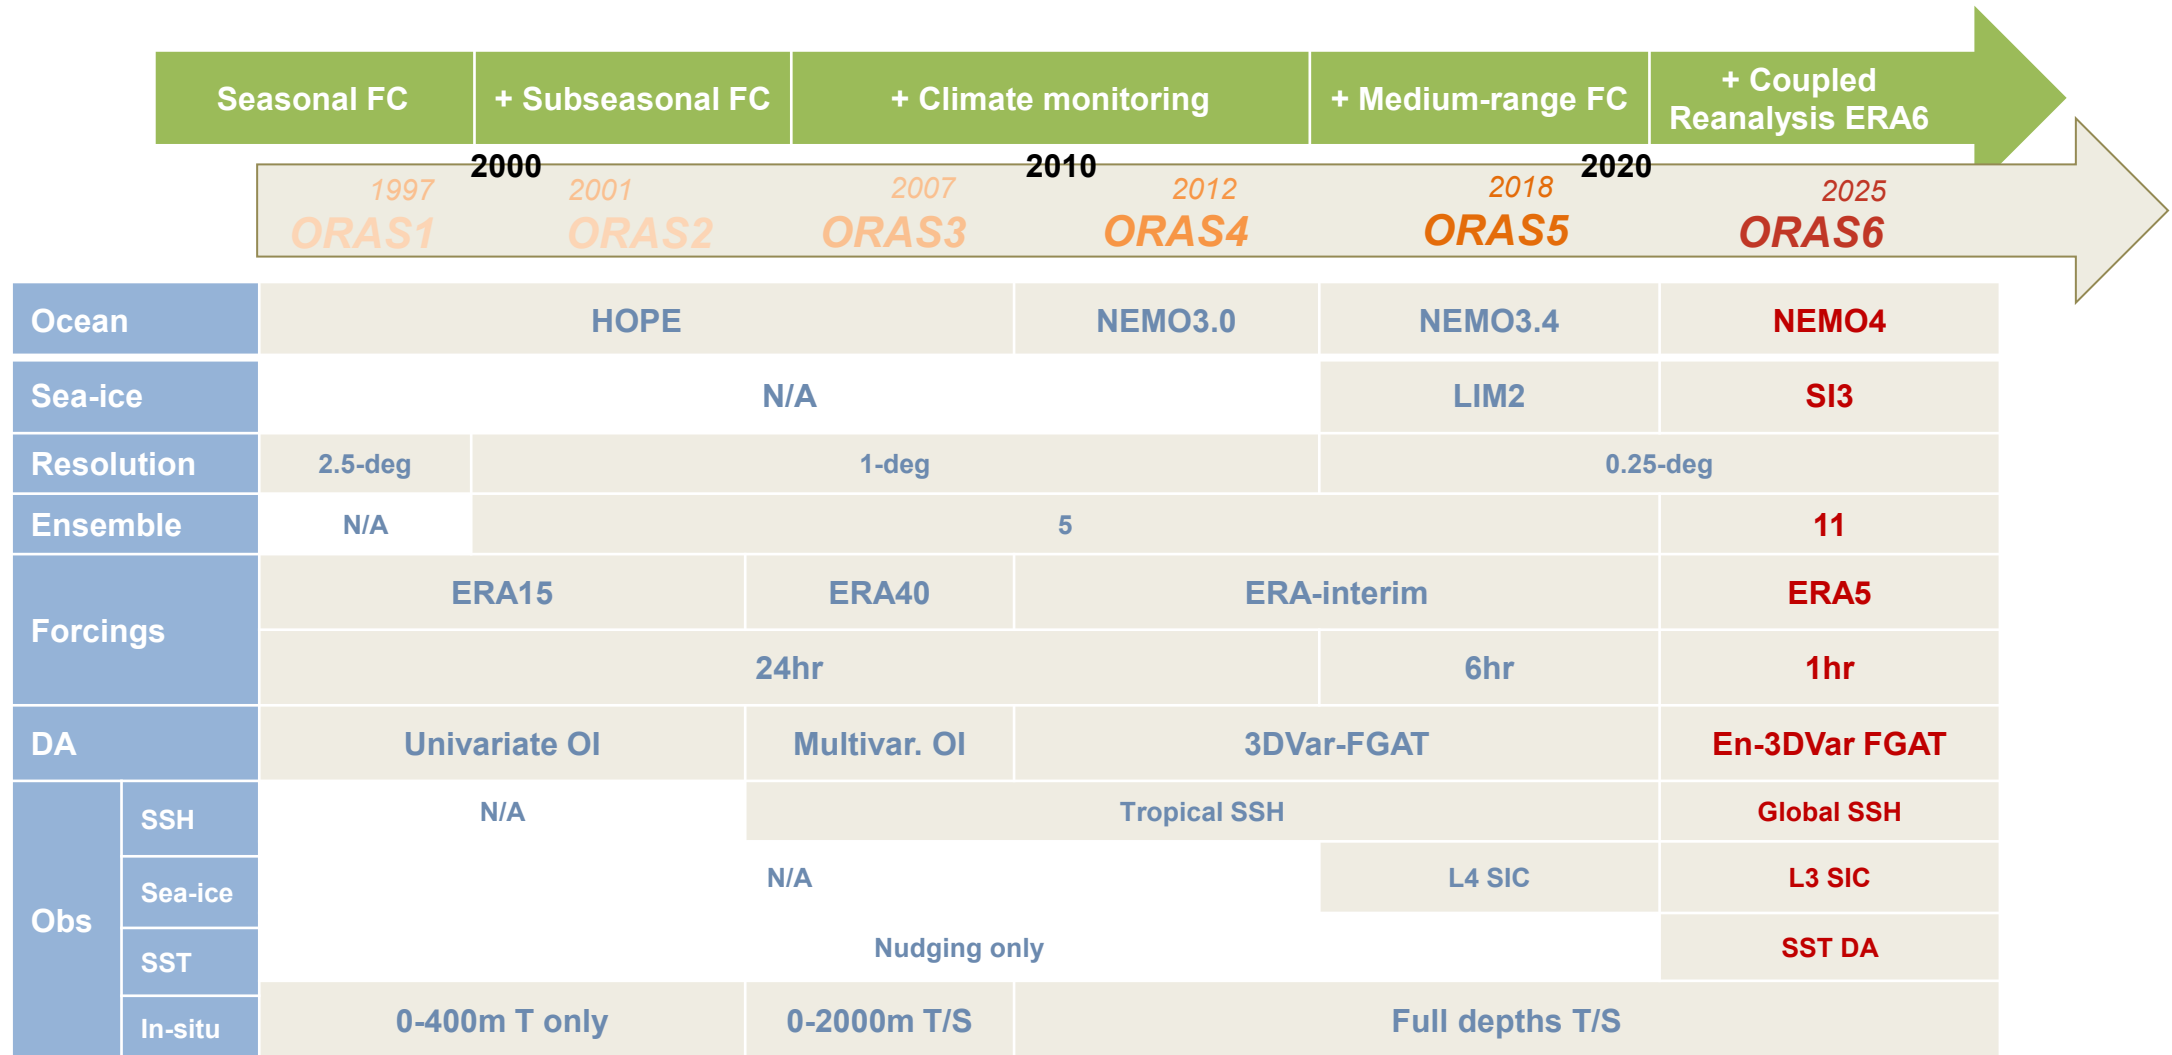 Seasonal FC
+ Subseasonal FC
+ Climate monitoring
+ Medium-range FC
+ Coupled
Reanalysis ERA6
2000
2010
2020
1997
2001
2007
2012
2018
2025
ORAS1
ORAS2
ORAS3
ORAS4
ORAS5
ORAS6
Ocean
HOPE
NEMO3.0
NEMO3.4
NEMO4
Sea-ice
N/A
LIM2
SI3
Resolution
2.5-deg
1-deg
0.25-deg
Ensemble
N/A
5
11
Forcings
ERA15
ERA40
ERA-interim
ERA5
24hr
6hr
1hr
DA
Univariate OI
Multivar. OI
3DVar-FGAT
En-3DVar FGAT
Obs
SSH
N/A
Tropical SSH
Global SSH
Sea-ice
N/A
L4 SIC
L3 SIC
SST
Nudging only
SST DA
In-situ
0-400m T only
0-2000m T/S
Full depths T/S